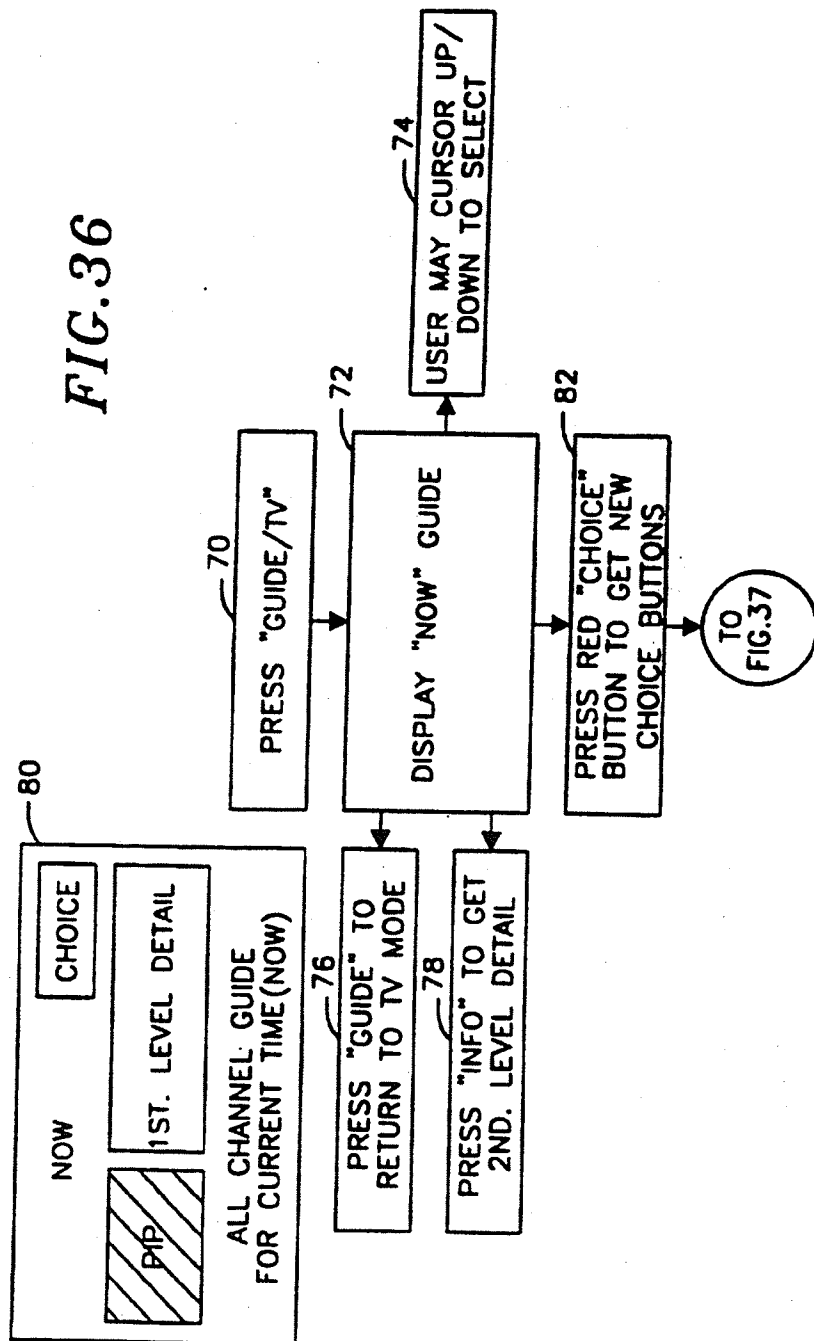 FIG.36
80
NOW
CHOICE
PIP
1ST. LEVEL DETAIL
ALL CHANNEL GUIDE
FOR CURRENT TIME(NOW)
70
PRESS "GUIDE/TV"
72
DISPLAY "NOW" GUIDE
74
USER MAY CURSOR UP/
DOWN TO SELECT
76
PRESS "GUIDE" TO
RETURN TO TV MODE
78
PRESS "INFO" TO GET
2ND. LEVEL DETAIL
82
PRESS RED "CHOICE"
BUTTON TO GET NEW
CHOICE BUTTONS
TO
FIG.37